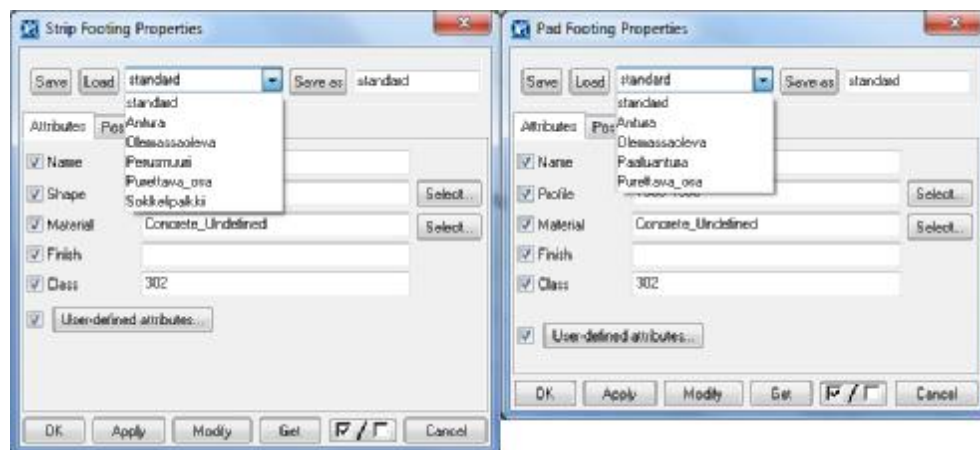 Strip Footing Properties
Save Load standard Save as standard
standard
Antura
Olemassaoleva
Perusmuuri
Purettava_osa
Sokkelipalkki
Attributes
Name
Shape Select...
Material Concrete_Undefined Select...
Finish
Class 302
User-defined attributes...
OK Apply Modify Get / Cancel
Pad Footing Properties
Save Load standard Save as standard
standard
Antura
Olemassaoleva
Paaluantura
Purettava_osa
Attributes
Name
Profile Select...
Material Concrete_Undefined Select...
Finish
Class 302
User-defined attributes...
OK Apply Modify Get / Cancel